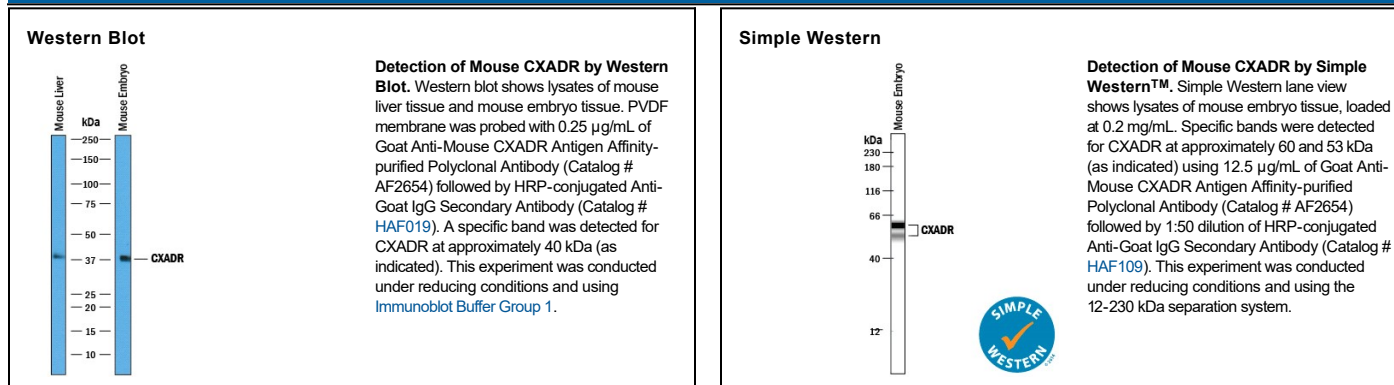 Western Blot
Mouse Liver
Mouse Embryo
kDa
250
150
100
75
50
37
25
20
15
10
CXADR
Detection of Mouse CXADR by Western
Blot. Western blot shows lysates of mouse
liver tissue and mouse embryo tissue. PVDF
membrane was probed with 0.25 µg/mL of
Goat Anti-Mouse CXADR Antigen Affinity-
purified Polyclonal Antibody (Catalog #
AF2654) followed by HRP-conjugated Anti-
Goat IgG Secondary Antibody (Catalog #
HAF019). A specific band was detected for
CXADR at approximately 40 kDa (as
indicated). This experiment was conducted
under reducing conditions and using
Immunoblot Buffer Group 1.
Simple Western
Mouse Embryo
kDa
230
180
116
66
40
12
CXADR
SIMPLE
WESTERN
Detection of Mouse CXADR by Simple
Western™. Simple Western lane view
shows lysates of mouse embryo tissue, loaded
at 0.2 mg/mL. Specific bands were detected
for CXADR at approximately 60 and 53 kDa
(as indicated) using 12.5 µg/mL of Goat Anti-
Mouse CXADR Antigen Affinity-purified
Polyclonal Antibody (Catalog # AF2654)
followed by 1:50 dilution of HRP-conjugated
Anti-Goat IgG Secondary Antibody (Catalog #
HAF109). This experiment was conducted
under reducing conditions and using the
12-230 kDa separation system.